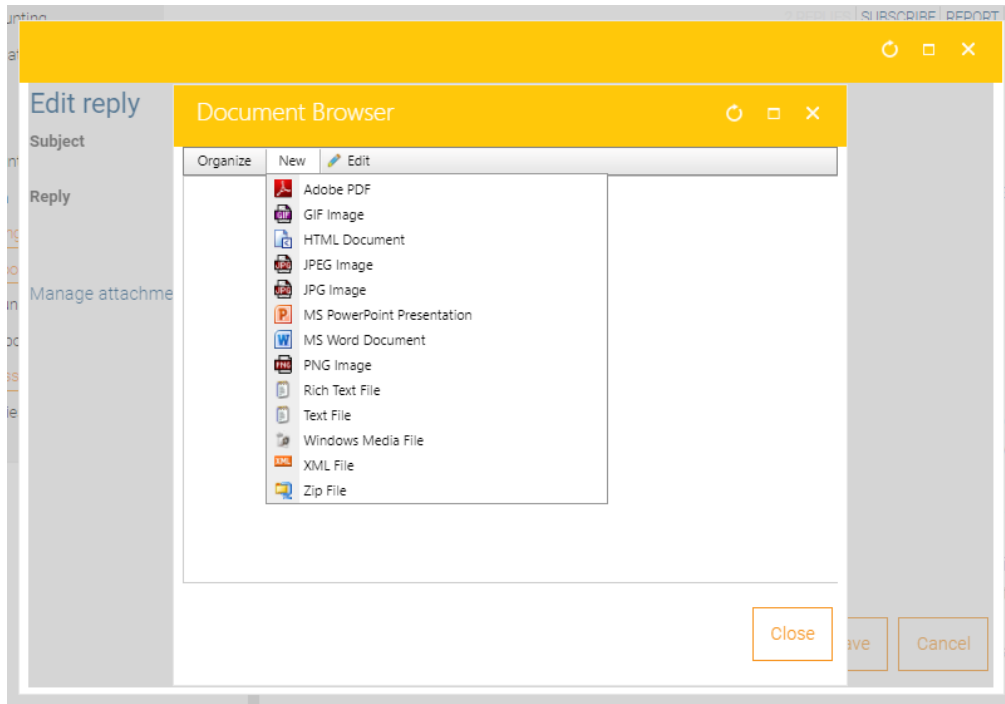 SUBSCRIBE REPORT
Edit reply
Subject
Reply
Manage attachme
Document Browser
Organize New Edit
Adobe PDF
GIF Image
HTML Document
JPEG Image
JPG Image
MS PowerPoint Presentation
MS Word Document
PNG Image
Rich Text File
Text File
Windows Media File
XML File
Zip File
Close
ave
Cancel